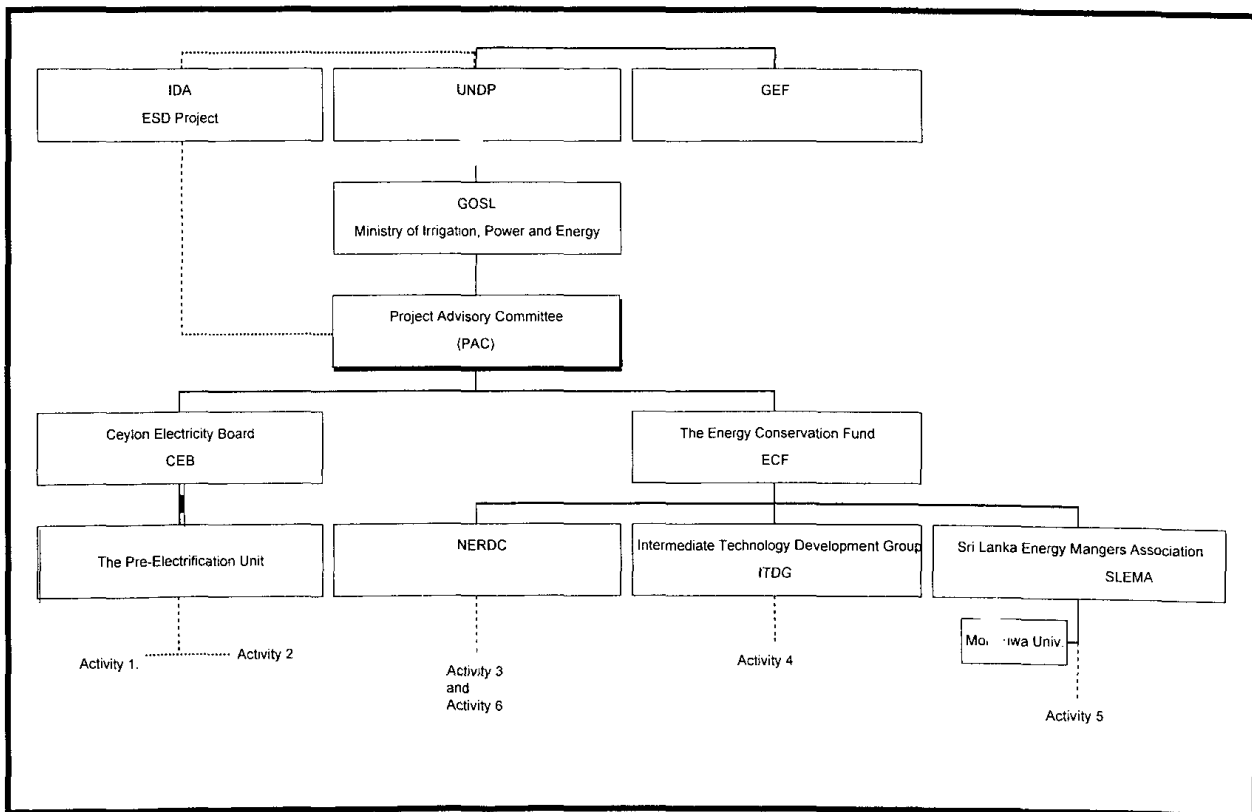 IDA
ESD Project
UNDP
GEF
GOSL
Ministry of Irrigation, Power and Energy
Project Advisory Committee
(PAC)
Ceylon Electricity Board
CEB
The Energy Conservation Fund
ECF
The Pre-Electrification Unit
NERDC
Intermediate Technology Development Group
ITDG
Sri Lanka Energy Mangers Association
SLEMA
Univ.
Activity 1.
Activity 2
Activity 3
and
Activity 6
Activity 4
Activity 5